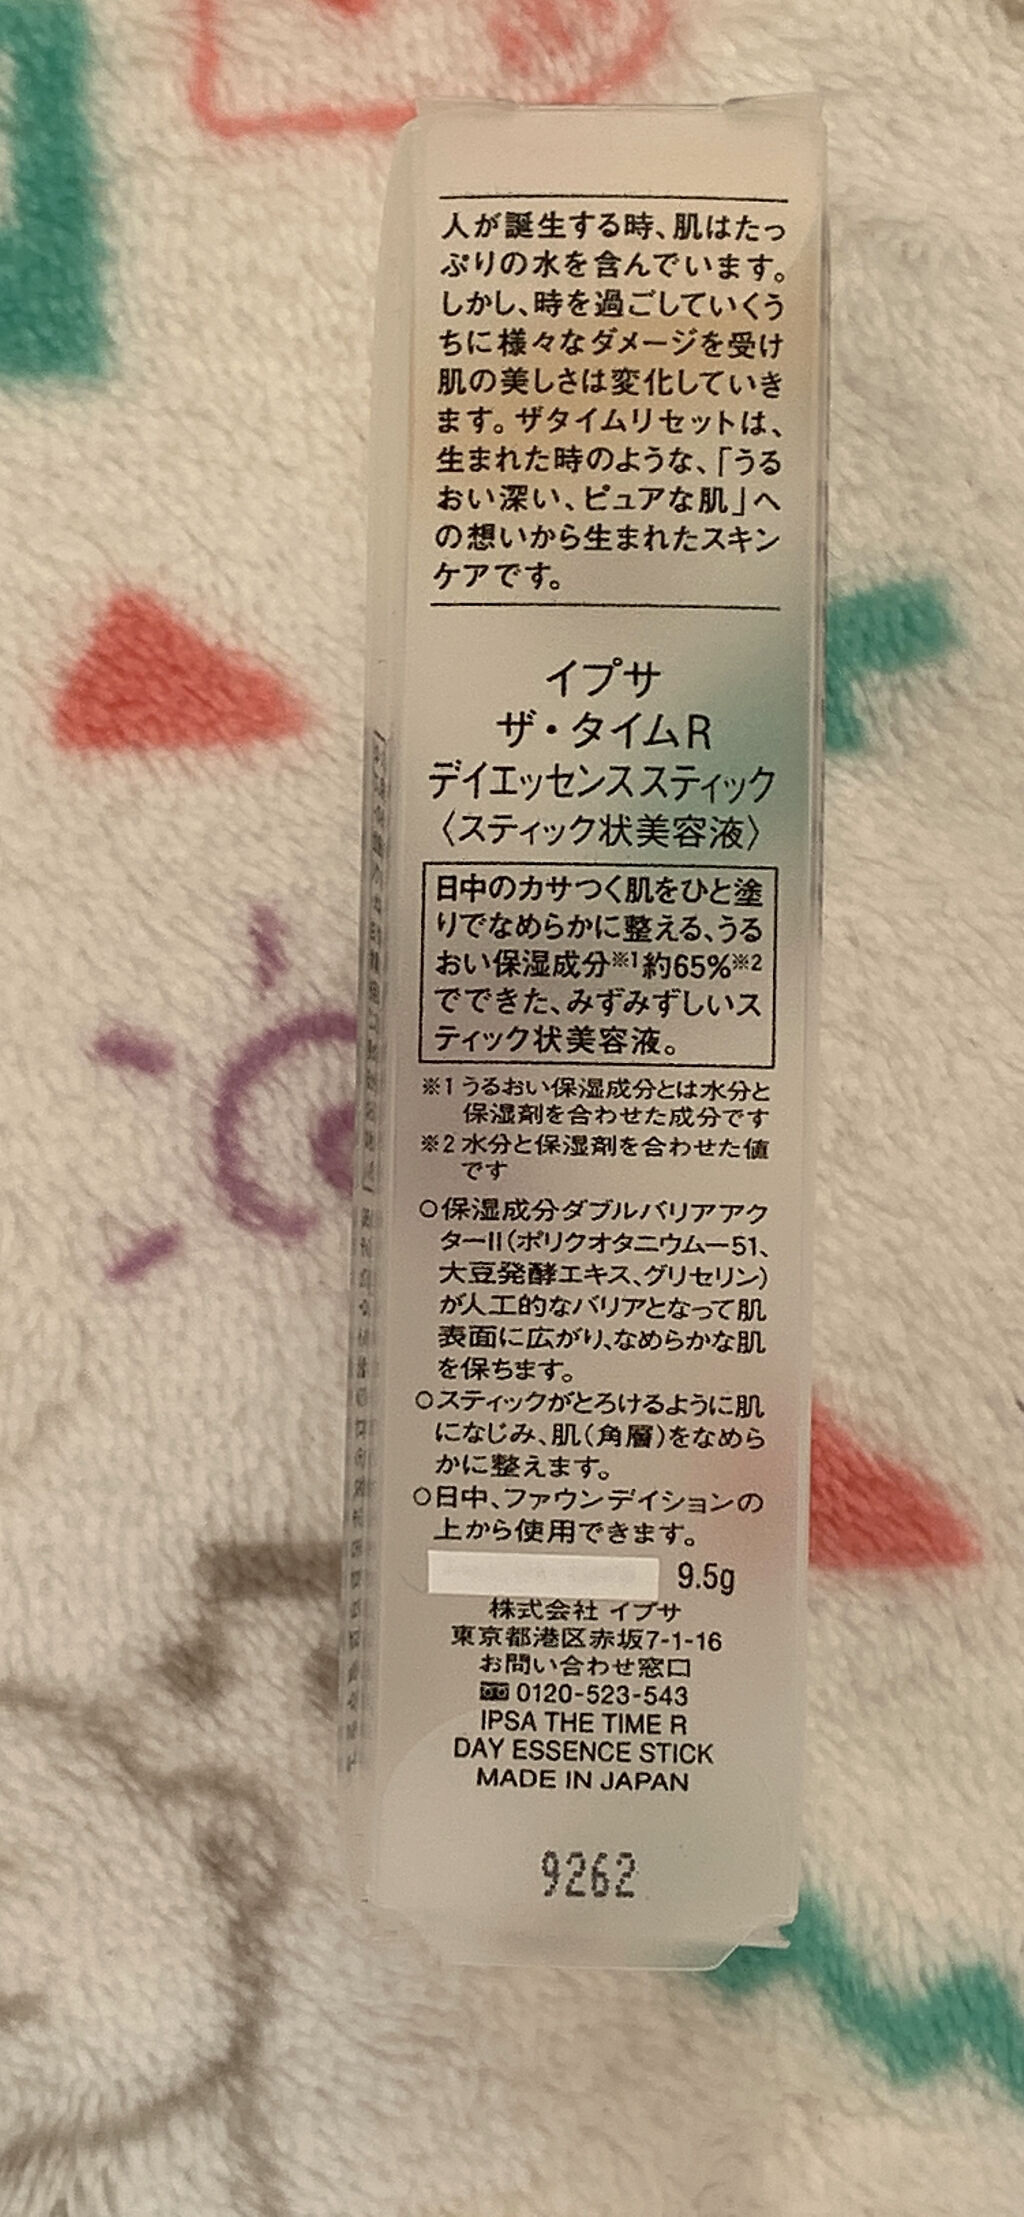 人が誕生する時、肌はたっ
ぷりの水を含んでいます。
しかし、時を過ごしていくう
ちに様々なダメージを受け
肌の美しさは変化していき
ます。ザタイムリセットは、
生まれた時のような、「うる
おい深い、ピュアな肌」へ
の想いから生まれたスキン
ケアです。
イプサ
ザ・タイムR
デイエッセンススティック
〈スティック状美容液〉
日中のカサつく肌をひと塗
りでなめらかに整える、うる
おい保湿成分※1約65%※2
でできた、みずみずしいス
ティック状美容液。
※1 うるおい保湿成分とは水分と
保湿剤を合わせた成分です
※2 水分と保湿剤を合わせた値
です
○保湿成分ダブルバリアアク
ターII(ポリクオタニウムー51、
大豆発酵エキス、グリセリン)
が人工的なバリアとなって肌
表面に広がり、なめらかな肌
を保ちます。
○スティックがとろけるように肌
になじみ、肌(角層)をなめら
かに整えます。
○日中、ファウンデイションの
上から使用できます。
9.5g
株式会社 イプサ
東京都港区赤坂7-1-16
お問い合わせ窓口
0120-523-543
IPSA THE TIME R
DAY ESSENCE STICK
MADE IN JAPAN
9262